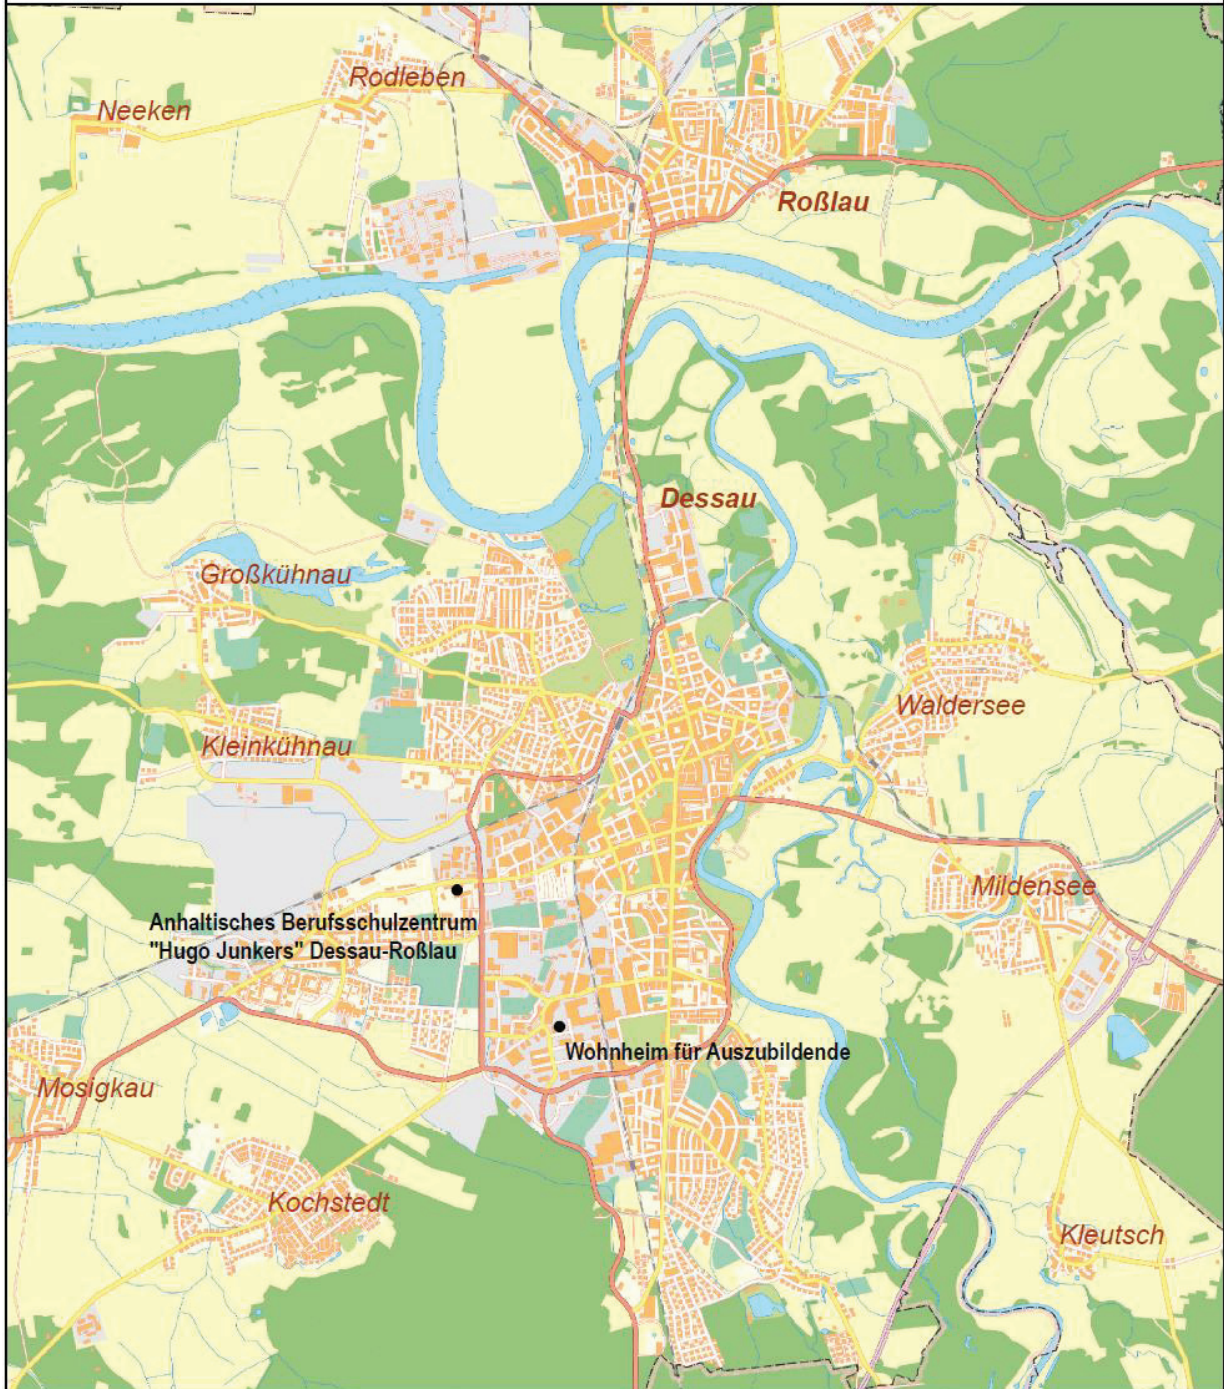 Rodleben
Neeken
Roßlau
Dessau
Großkühnau
Waldersee
Kleinkühnau
Mildensee
Anhaltisches Berufsschulzentrum
"Hugo Junkers" Dessau-Roßlau
Wohnheim für Auszubildende
Mosigkau
Kochstedt
Kleutsch